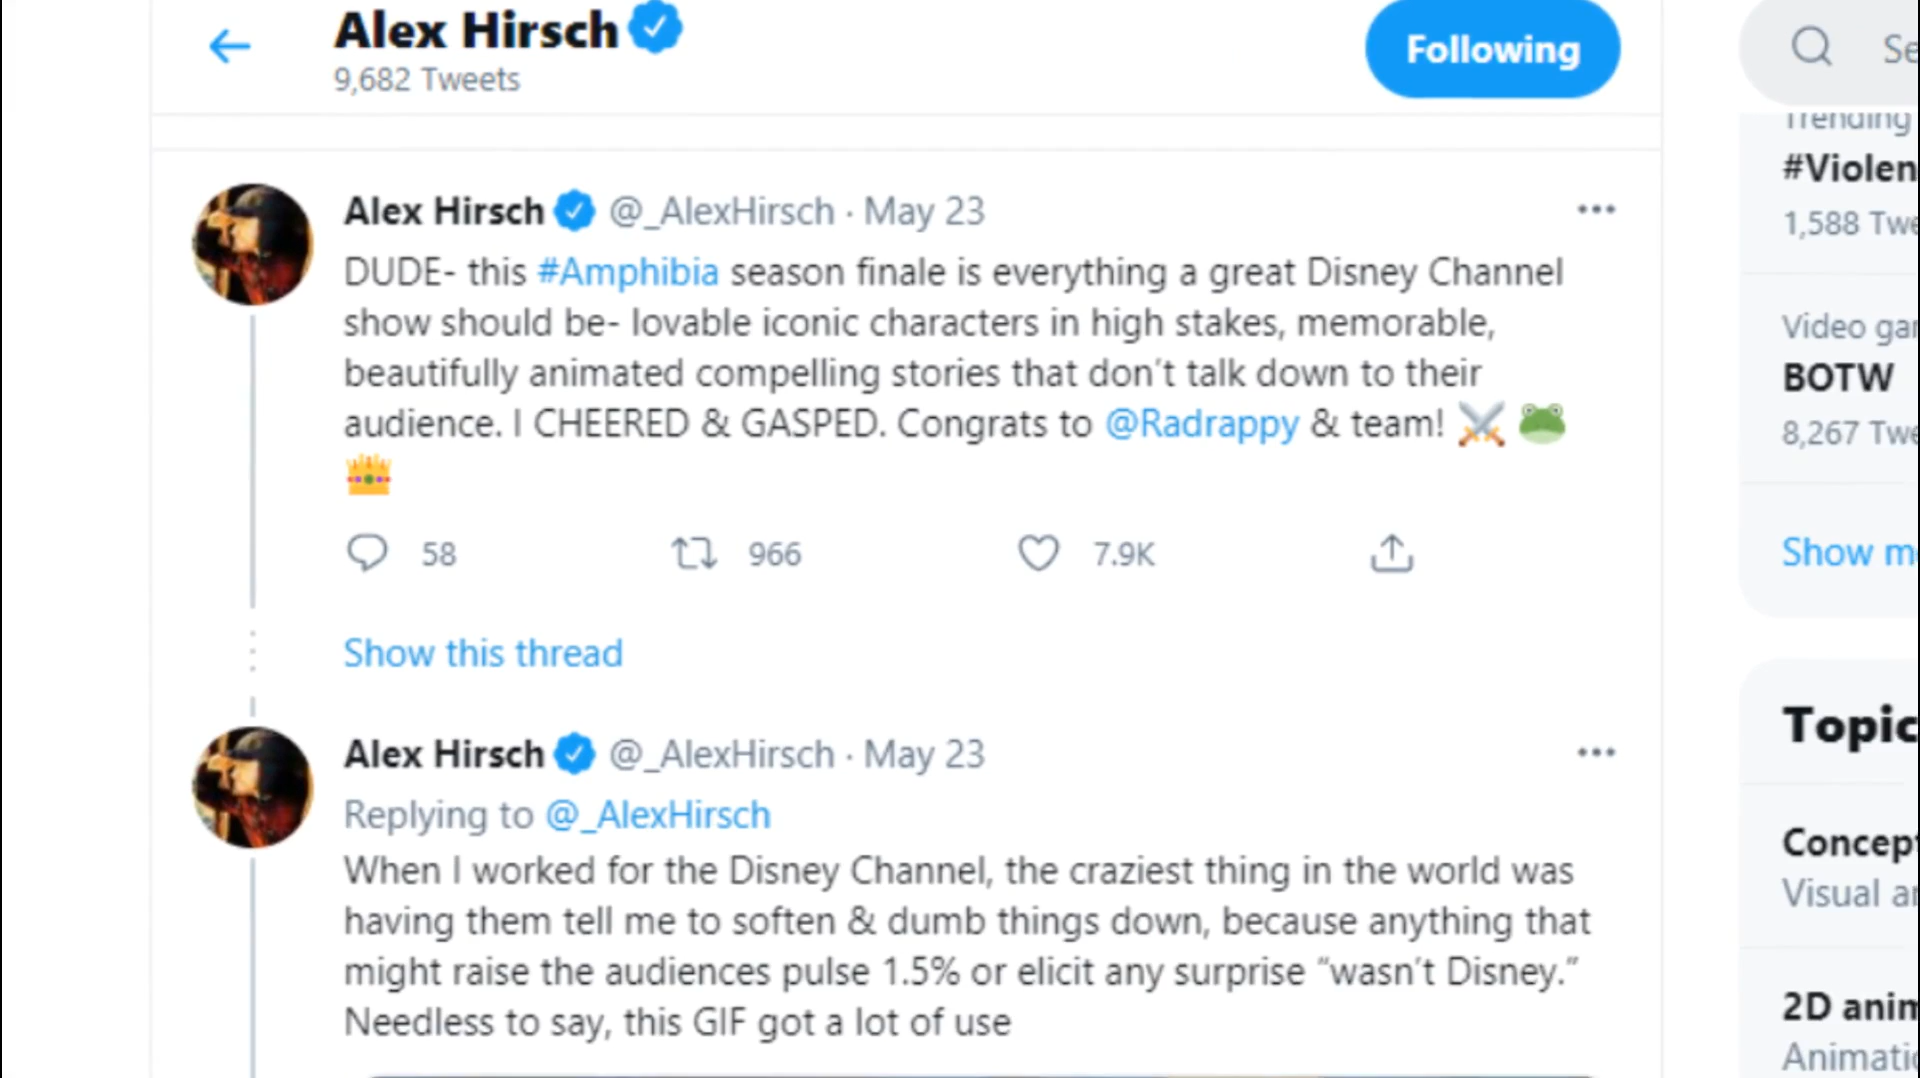 Alex Hirsch
9,682 Tweets
Following
Alex Hirsch @_AlexHirsch · May 23
DUDE- this #Amphibia season finale is everything a great Disney Channel
show should be- lovable iconic characters in high stakes, memorable,
beautifully animated compelling stories that don't talk down to their
audience. I CHEERED & GASPED. Congrats to @Radrappy & team! ⚔️ 🐸
👑
58 966 7.9K
Show this thread
Alex Hirsch @_AlexHirsch · May 23
Replying to @_AlexHirsch
When I worked for the Disney Channel, the craziest thing in the world was
having them tell me to soften & dumb things down, because anything that
might raise the audiences pulse 1.5% or elicit any surprise “wasn't Disney.”
Needless to say, this GIF got a lot of use
Se
Trending
#Violen
1,588 Twe
Video gar
BOTW
8,267 Twe
Show m
Topic
Concept
Visual ar
2D anim
Animatic